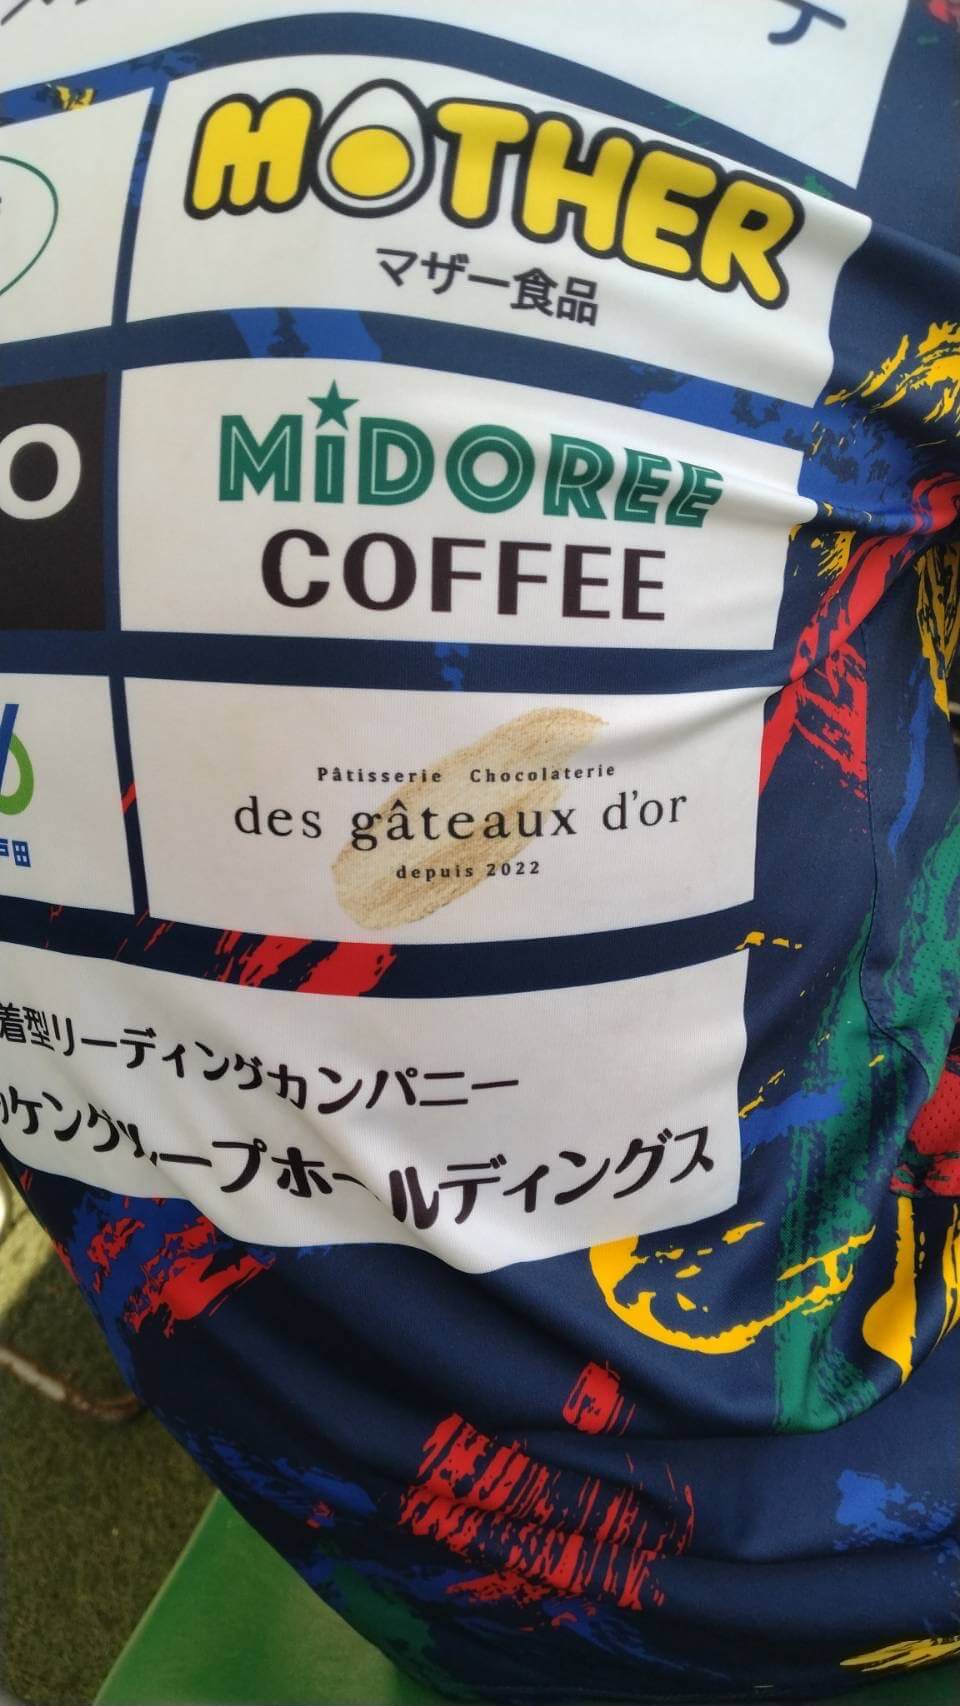 MOTHER
マザー食品
O
MiDOREE
COFFEE
Pâtisserie Chocolaterie
des gâteaux d'or
depuis 2022
戸田
着型リーディングカンパニー
ケングループホールディングス